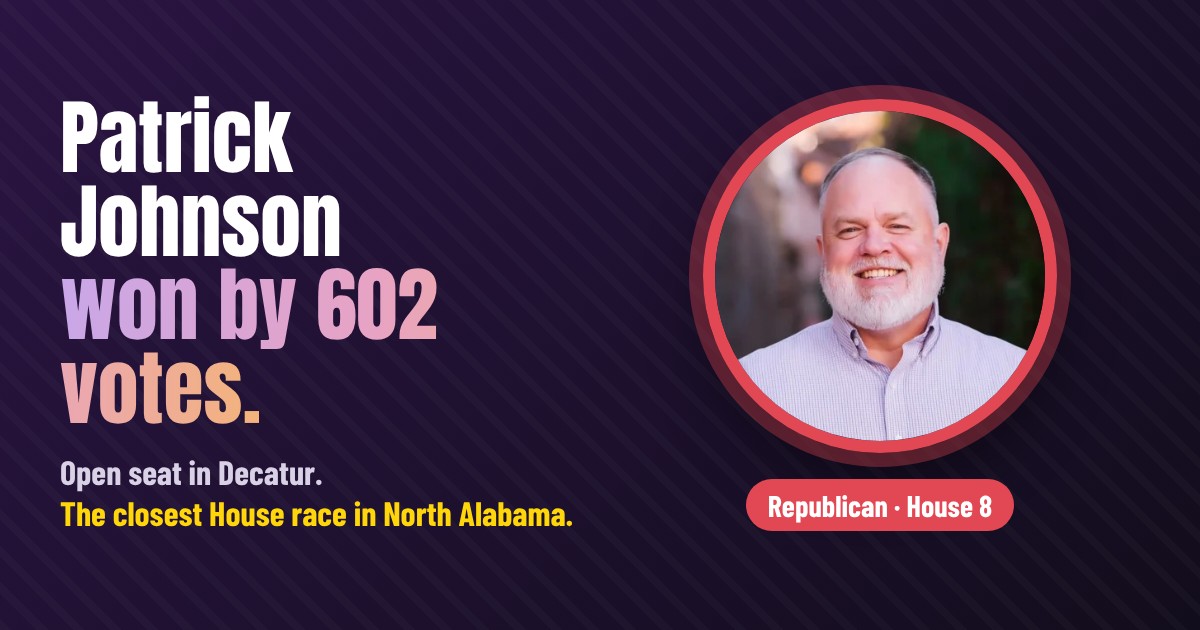 Patrick
Johnson
won by 602
votes.
Open seat in Decatur.
The closest House race in North Alabama.
Republican · House 8